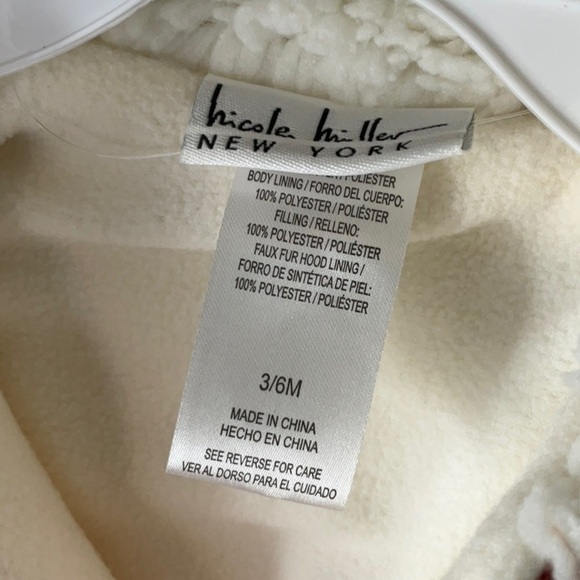 nicole miller
NEW YORK
POLIESTER
BODY LINING / FORRO DEL CUERPO:
100% POLYESTER / POLIÉSTER
FILLING / RELLENO:
100% POLYESTER / POLIÉSTER
FAUX FUR HOOD LINING /
FORRO DE SINTÉTICA DE PIEL:
100% POLYESTER / POLIÉSTER
3/6M
MADE IN CHINA
HECHO EN CHINA
SEE REVERSE FOR CARE
VER AL DORSO PARA EL CUIDADO